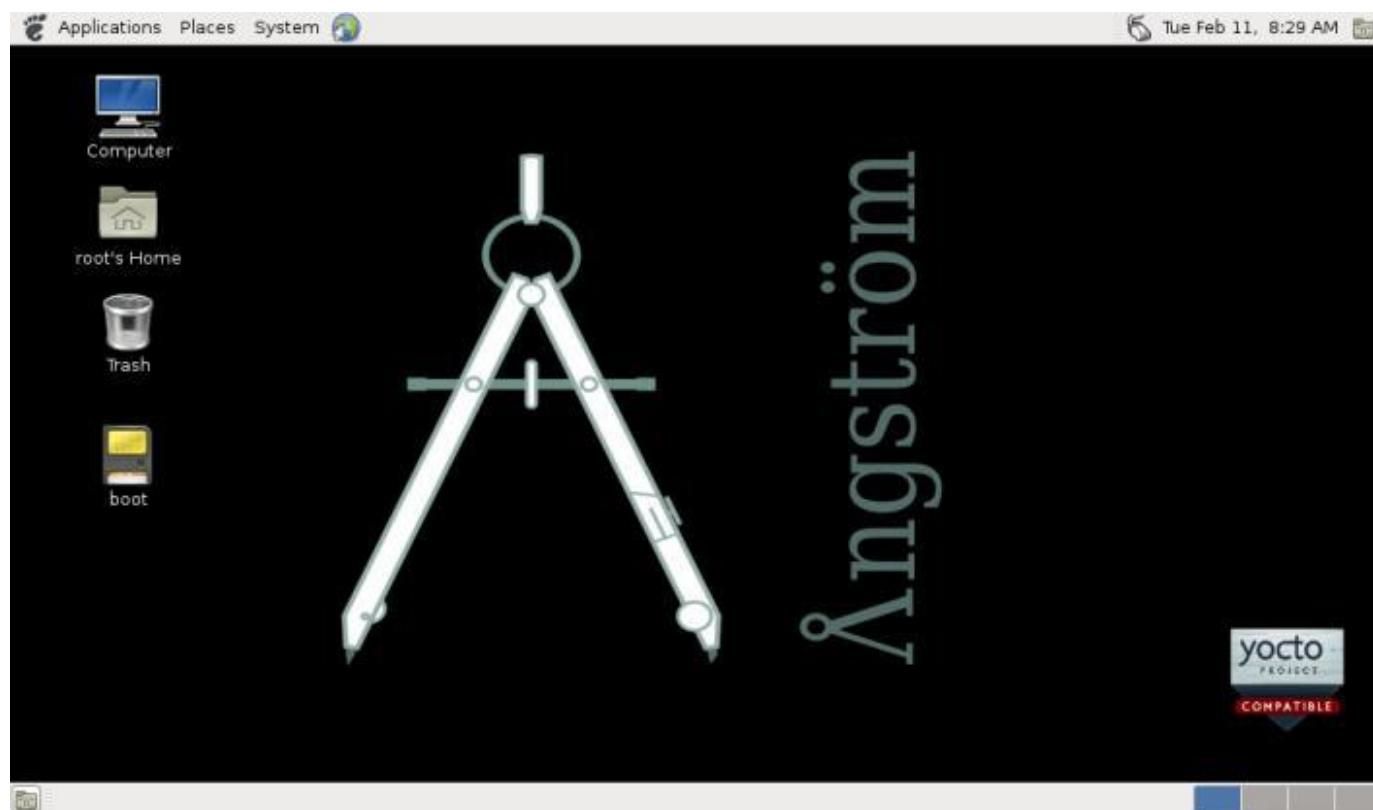 Applications Places System
Tue Feb 11, 8:29 AM
Computer
root's Home
Trash
boot
Ångström
yocto
PROJECT
COMPATIBLE